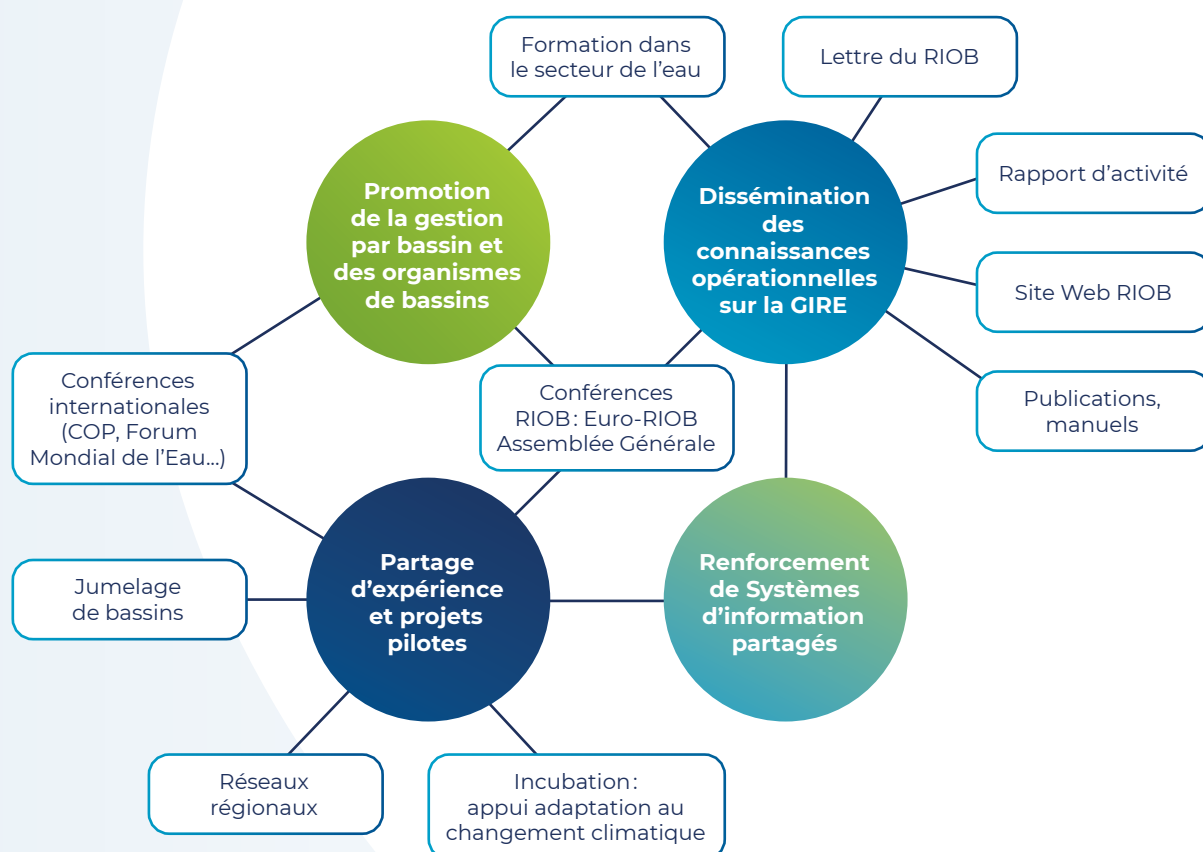 Formation dans
le secteur de l’eau
Lettre du RIOB
Promotion
de la gestion
par bassin et
des organismes
de bassins
Dissémination
des
connaissances
opérationnelles
sur la GIRE
Rapport d’activité
Site Web RIOB
Publications,
manuels
Conférences
internationales
(COP, Forum
Mondial de l’Eau...)
Conférences
RIOB : Euro-RIOB
Assemblée Générale
Jumelage
de bassins
Partage
d’expérience
et projets
pilotes
Renforcement
de Systèmes
d’information
partagés
Réseaux
régionaux
Incubation :
appui adaptation au
changement climatique